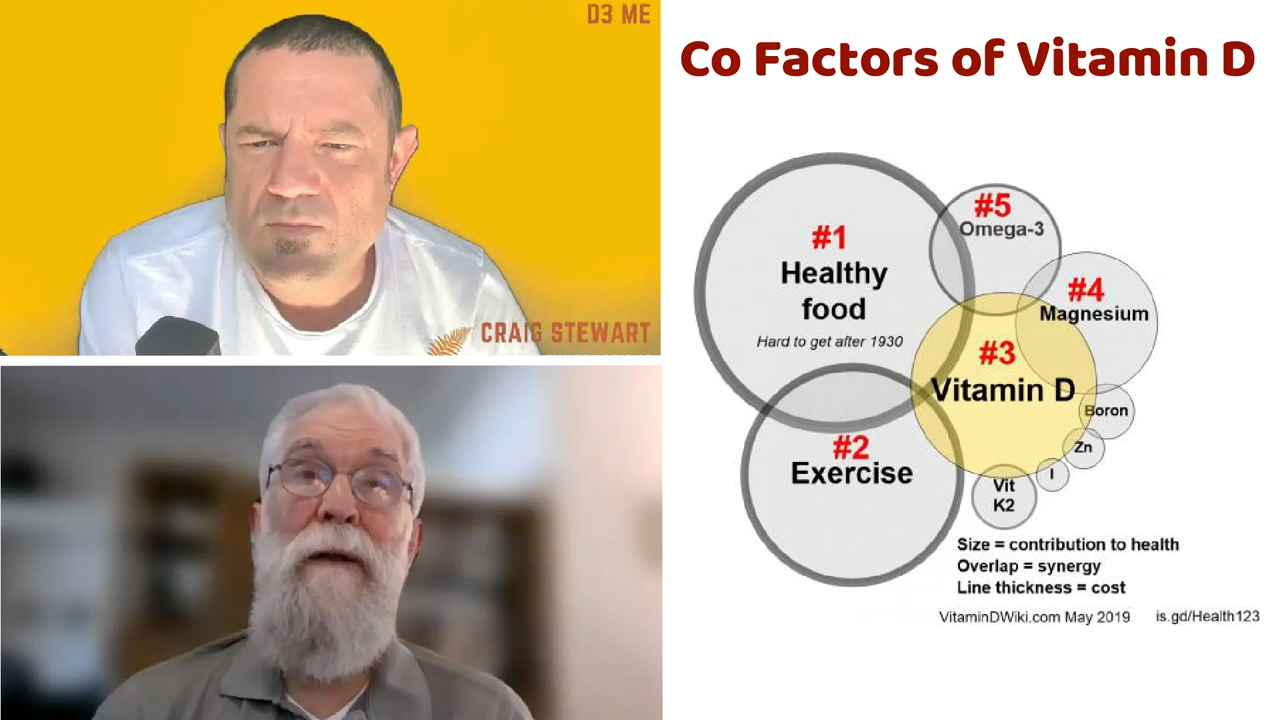 D3 ME
CRAIG STEWART
Co Factors of Vitamin D
#1
Healthy
food
Hard to get after 1930
#5
Omega-3
#4
Magnesium
#3
Vitamin D
Boron
Zn
I
Vit
K2
#2
Exercise
Size = contribution to health
Overlap = synergy
Line thickness = cost
VitaminDWiki.com May 2019 is.gd/Health123